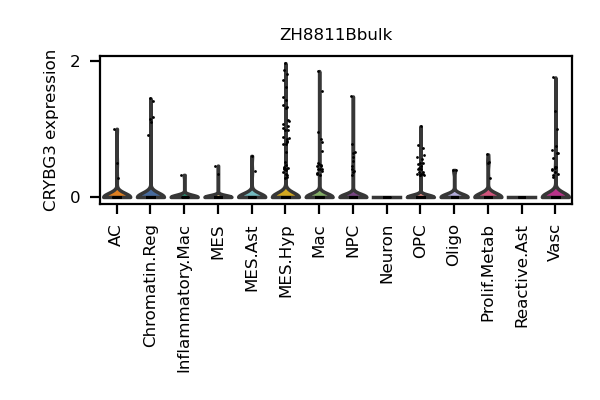 ZH8811Bbulk
CRYBG3 expression
2
0
AC
Chromatin.Reg
Inflammatory.Mac
MES
MES.Ast
MES.Hyp
Mac
NPC
Neuron
OPC
Oligo
Prolif.Metab
Reactive.Ast
Vasc